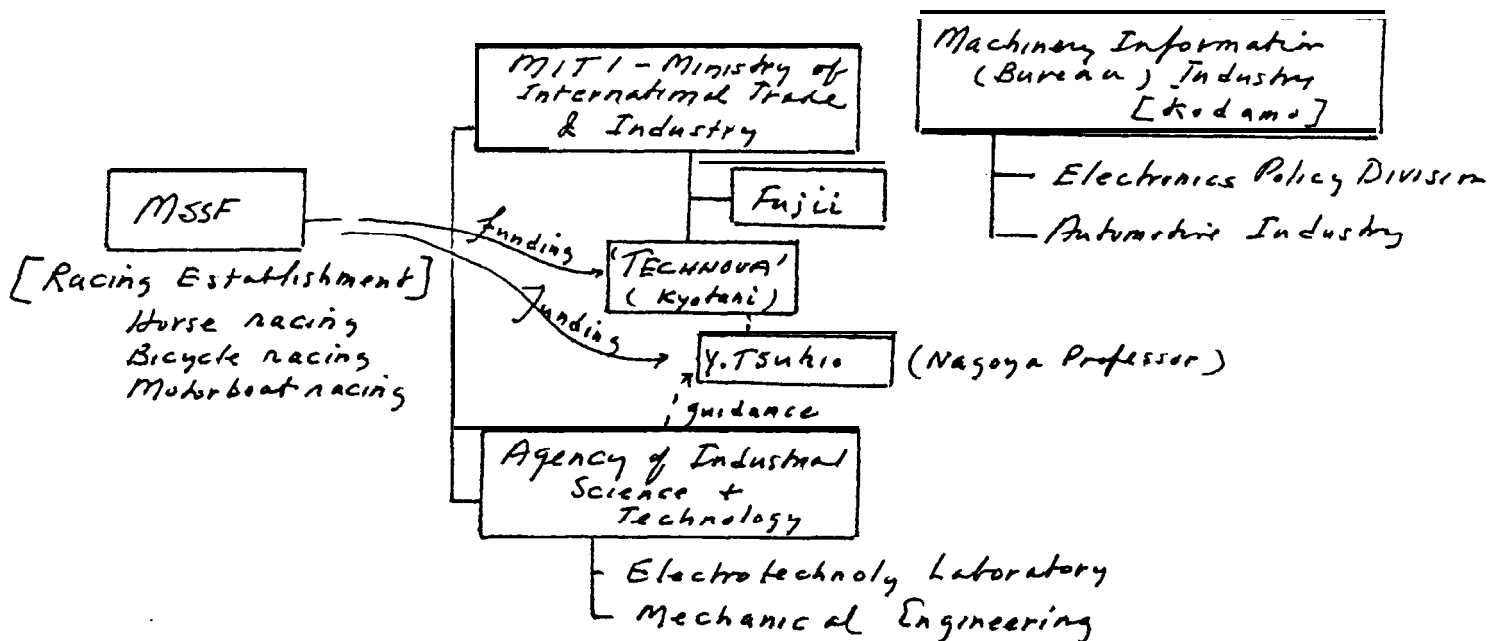 MITI - Ministry of
International Trade
& Industry
Machinery Information
(Bureau) Industry
[Kodama]
Electronics Policy Division
Automotive Industry
Fujii
MSSF
[Racing Establishment]
Horse racing
Bicycle racing
Motorboat racing
funding
Funding
'TECHNOVA'
(Kyotani)
Y. Tsukio
(Nagoya Professor)
guidance
Agency of Industrial
Science +
Technology
Electrotechnoly Laboratory
Mechanical Engineering